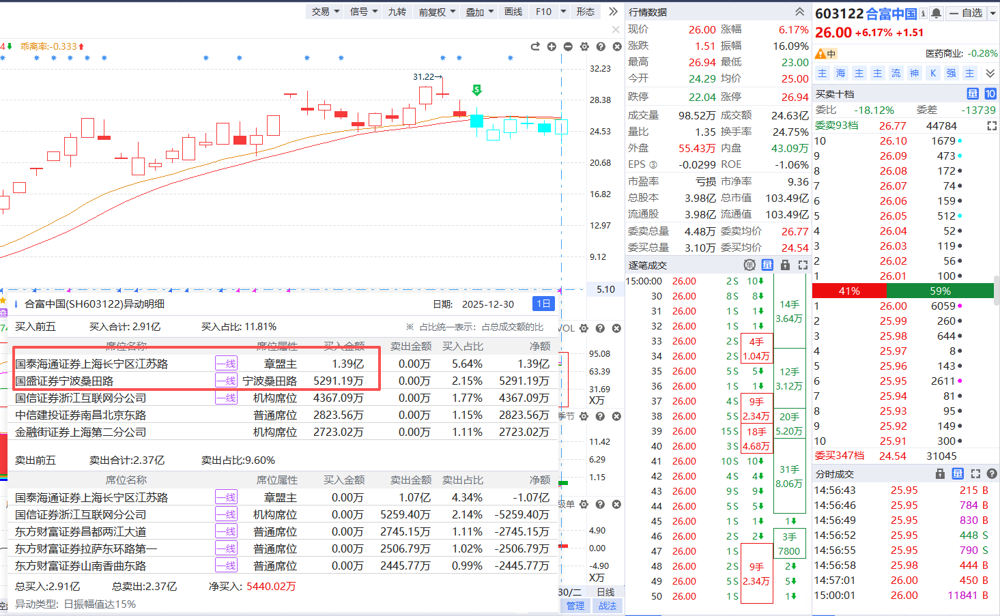 交易 信号 九转 前复权 叠加 画线 F10 形态
4 乖离率:-0.333
31.22→
S
32.23
28.38
24.53
20.68
16.82
12.97
9.12
5.10
合富中国(SH603122)异动明细 日期: 2025-12-30 1日
买入前五 买入合计: 2.91亿 买入占比: 11.81% ※ 占比统一表示：占总成交额的比
席位名称 席位属性 买入金额 卖出金额 买入占比 净额
国泰海通证券上海长宁区江苏路 一线 章盟主 1.39亿 0.00万 5.64% 1.39亿
国盛证券宁波桑田路 一线 宁波桑田路 5291.19万 0.00万 2.15% 5291.19万
国信证券浙江互联网分公司 一线 机构席位 4367.09万 0.00万 1.77% 4367.09万
中信建投证券南昌北京东路 普通席位 2823.56万 0.00万 1.15% 2823.56万
金融街证券上海第二分公司 机构席位 2723.02万 0.00万 1.11% 2723.02万
卖出前五 卖出合计:2.37亿 卖出占比:9.60%
席位名称 席位属性 买入金额 卖出金额 卖出占比 净额
国泰海通证券上海长宁区江苏路 一线 章盟主 0.00万 1.07亿 4.34% -1.07亿
国信证券浙江互联网分公司 一线 机构席位 0.00万 5259.40万 2.14% -5259.40万
东方财富证券昌都两江大道 一线 普通席位 0.00万 2745.15万 1.11% -2745.15万
东方财富证券拉萨东环路第一 一线 普通席位 0.00万 2506.79万 1.02% -2506.79万
东方财富证券山南香曲东路 一线 普通席位 0.00万 2445.77万 0.99% -2445.77万
总买入:2.91亿 总卖出:2.37亿 净买入: 5440.02万
异动类型: 日振幅值达15%
VOL
95.08
63.39
31.69
X万
季节
11.42
6.29
1.15
级单
4.90
0.00
-4.90
X万
30/二 日线
管理 战法
行情数据
现价 26.00 涨幅 6.17%
涨跌 1.51 振幅 16.09%
最高 26.94 最低 23.00
今开 24.29 均价 25.00
跌停 22.04 涨停 26.94
成交量 98.52万 成交额 24.63亿
量比 1.35 换手率 24.75%
外盘 55.43万 内盘 43.09万
EPS ③ -0.0299 ROE -1.06%
市盈率 亏损 市净率 9.36
总股本 3.98亿 总市值 103.49亿
流通股 3.98亿 流通值 103.49亿
委卖总量 4.48万 委卖均价 26.77
委买总量 3.10万 委买均价 24.54
逐笔成交 单 量
15:00:00 26.00 2 S 10
30 26.00 8 S 8
31 26.00 1 S 1
32 26.00 1 S 1
33 26.00 2 S
34 26.00 2 S
35 26.00 5 S 5
36 26.00 1 S 1
37 26.00 4 S
38 26.00 5 S
39 26.00 15 S
40 26.00 3 S
41 26.00 10 S 10
42 26.00 4 S 4
43 26.00 9 S 9
44 26.00 5 S 5
45 26.00 1 S 1 1
46 26.00 2 S 2
47 26.00 1 S
48 26.00 2 S 2
49 26.00 5 S 5
50 26.00 1 S 1
4手
1.04万
9手
2.34万
18手
4.68万
9手
2.34万
14手
3.64万
12手
3.12万
20手
5.20万
31手
8.06万
3手
7800
603122 合富中国 自选
26.00 +6.17% +1.51
中 医药商业: -0.28%
主 海 主 主 流 神 K 强 主
买卖十档 量 10
委比 -18.12% 委差 -13739
委卖93档 26.77 44784
10 26.10 1679
9 26.09 473
8 26.08 172
7 26.07 74
6 26.06 159
5 26.05 512
4 26.04 52
3 26.03 119
2 26.02 56
1 26.01 100
41% 59%
1 26.00 6059
2 25.99 260
3 25.98 644
4 25.97 8
5 25.96 143
6 25.95 2611
7 25.94 81
8 25.93 95
9 25.92 149
10 25.91 300
委买347档 24.54 31045
分时成交 量
14:56:43 25.95 215 B
14:56:46 25.95 784 B
14:56:49 25.95 830 B
14:56:52 25.95 448 S
14:56:55 25.95 790 S
14:56:58 25.98 444 B
14:57:01 26.00 450 B
15:00:01 26.00 11841 B